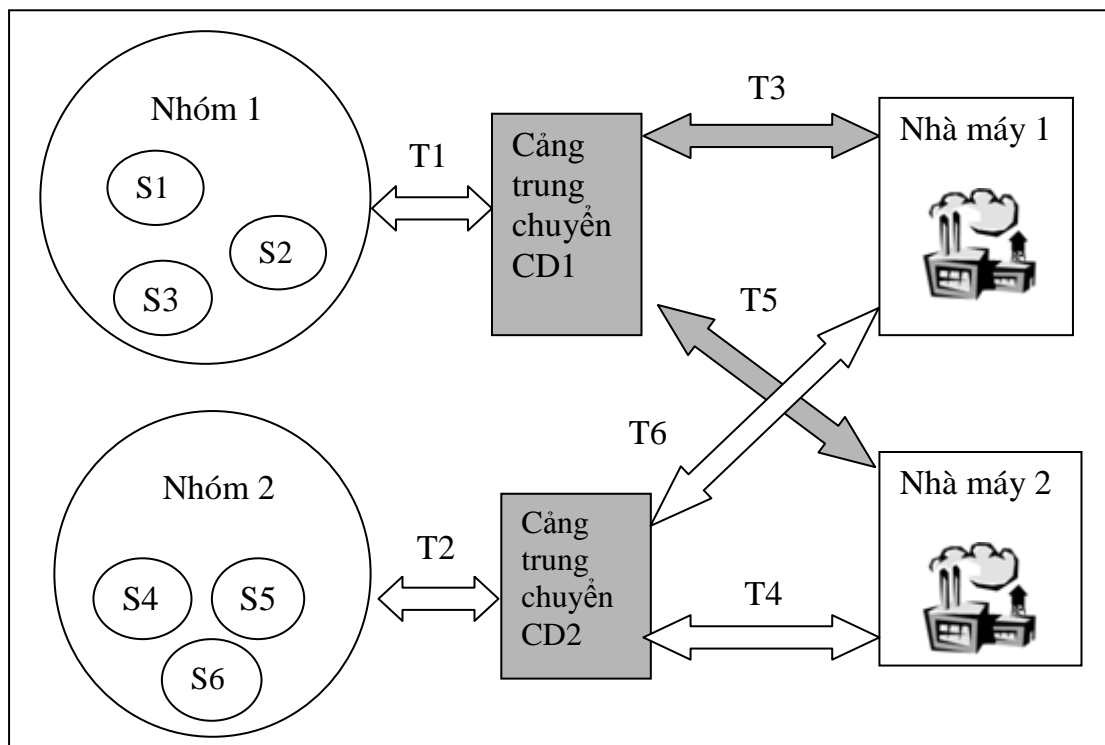 Nhóm 1
S1
S2
S3
T1
Cảng
trung
chuyển
CD1
T3
Nhà máy 1
T5
T6
Nhóm 2
S4
S5
S6
T2
Cảng
trung
chuyển
CD2
T4
Nhà máy 2